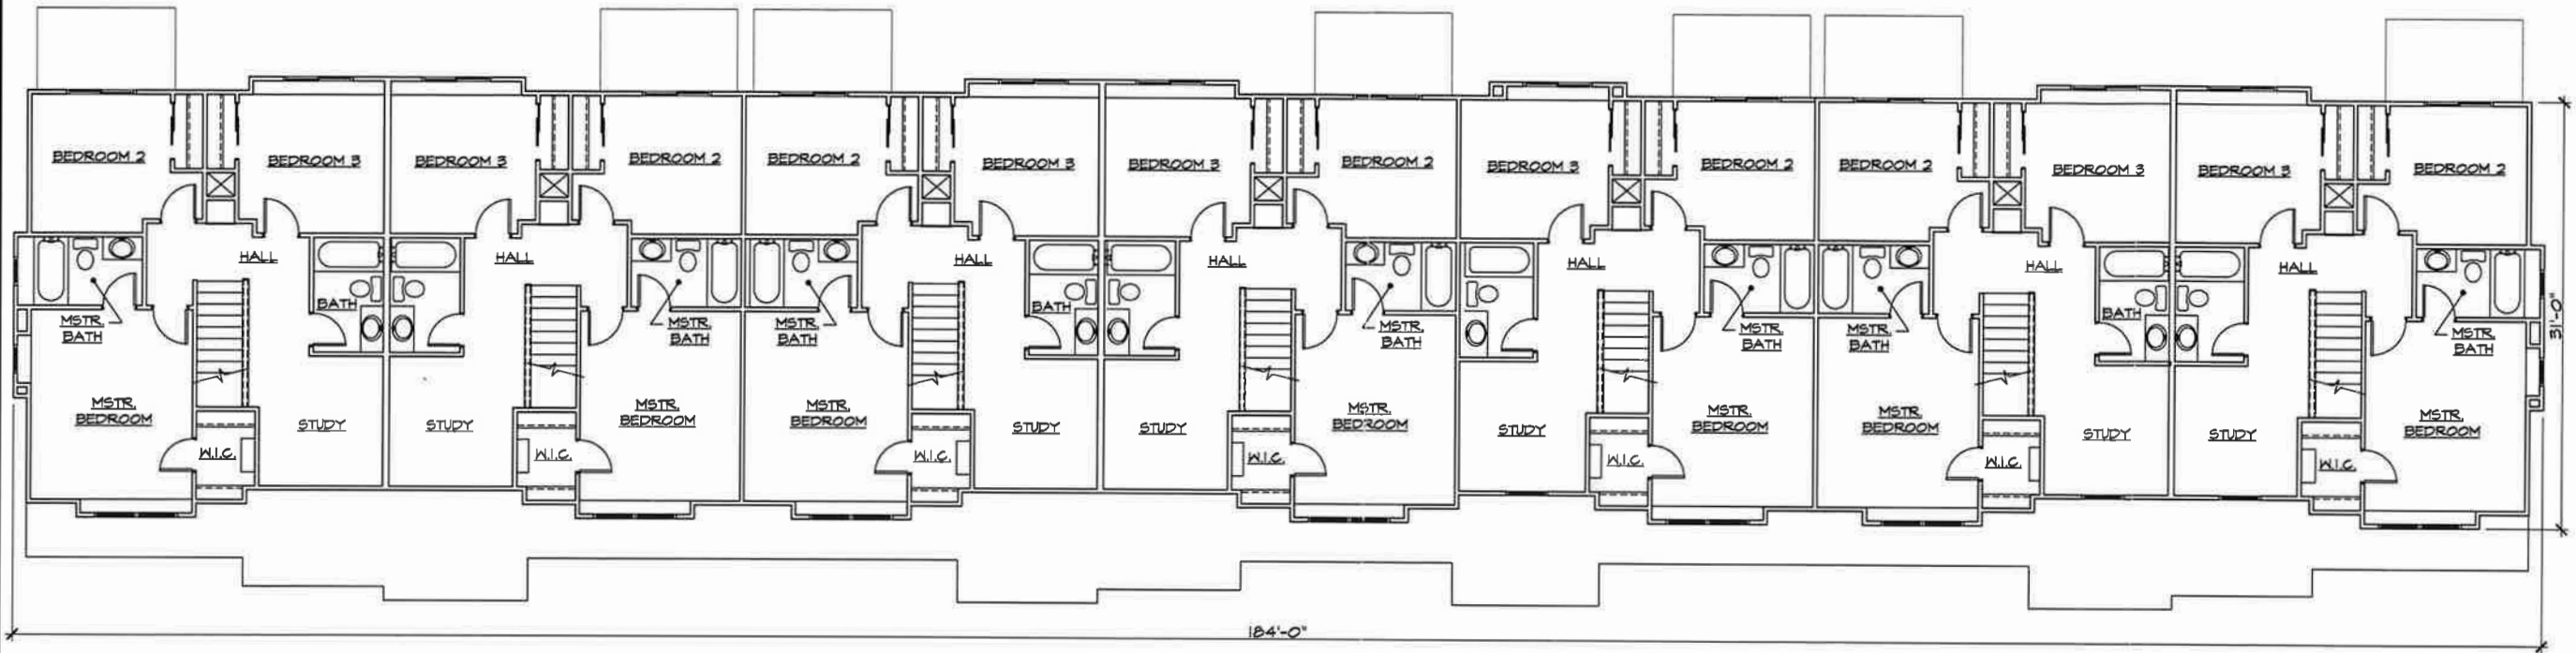 BEDROOM 2
BEDROOM 3
BEDROOM 3
BEDROOM 2
BEDROOM 2
BEDROOM 3
BEDROOM 3
BEDROOM 2
BEDROOM 3
BEDROOM 2
BEDROOM 2
BEDROOM 3
BEDROOM 3
BEDROOM 2
HALL
HALL
HALL
HALL
HALL
HALL
HALL
BATH
BATH
BATH
MSTR.
BATH
MSTR.
BATH
MSTR.
BATH
MSTR.
BATH
MSTR.
BATH
MSTR.
BATH
MSTR.
BATH
31'-0"
MSTR.
BEDROOM
STUDY
STUDY
MSTR.
BEDROOM
MSTR.
BEDROOM
STUDY
STUDY
MSTR.
BEDROOM
STUDY
MSTR.
BEDROOM
MSTR.
BEDROOM
STUDY
STUDY
MSTR.
BEDROOM
W.I.C.
W.I.C.
W.I.C.
W.I.C.
W.I.C.
W.I.C.
W.I.C.
184'-0"